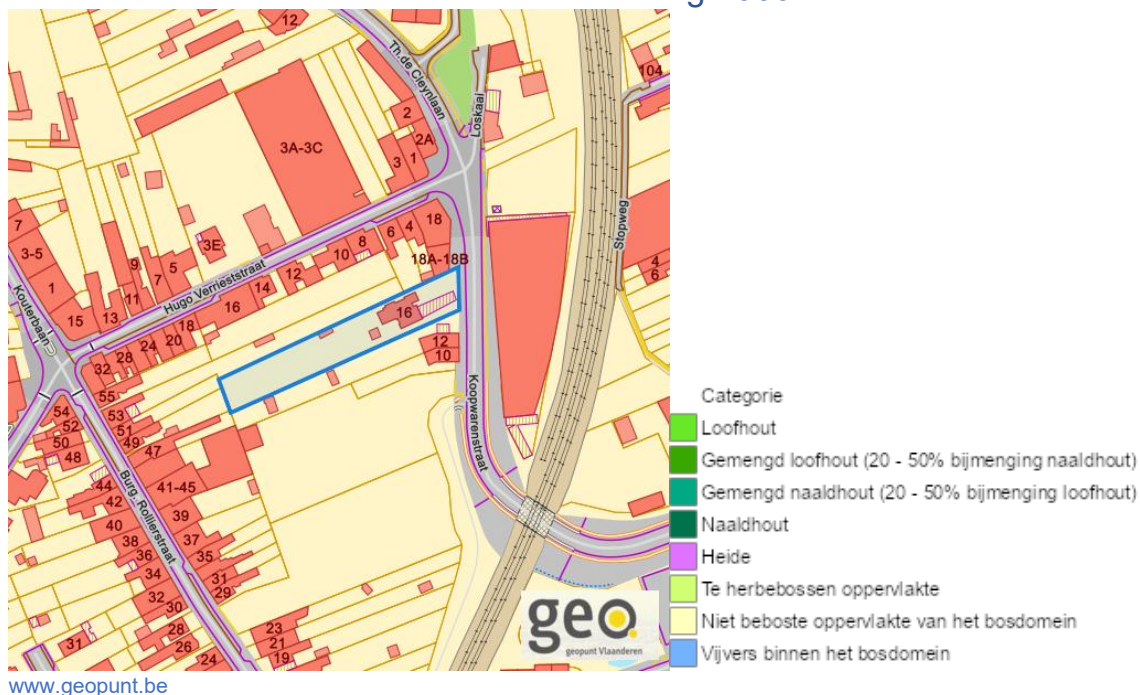 12
104
Th.de Cleynlaan
Loskaai
2
2A
3A-3C
3
1
Stopweg
7
3-5
1
3E
18
4
6
8
10
12
18A-18B
4
6
9
5
7
11
13
15
Hugo Verrieststraat
14
16
18
20
24
28
32
Kouterbaan
16
12
10
Koopwarenstraat
55
54
53
52
51
50
49
48
47
44
41-45
42
39
40
Burg. Rollierstraat
38
37
36
35
34
31
32
29
30
28
23
26
21
24
19
31
geo.
geopunt Vlaanderen
Categorie
Loofhout
Gemengd loofhout (20 - 50% bijmenging naaldhout)
Gemengd naaldhout (20 - 50% bijmenging loofhout)
Naaldhout
Heide
Te herbebossen oppervlakte
Niet beboste oppervlakte van het bosdomein
Vijvers binnen het bosdomein
www.geopunt.be